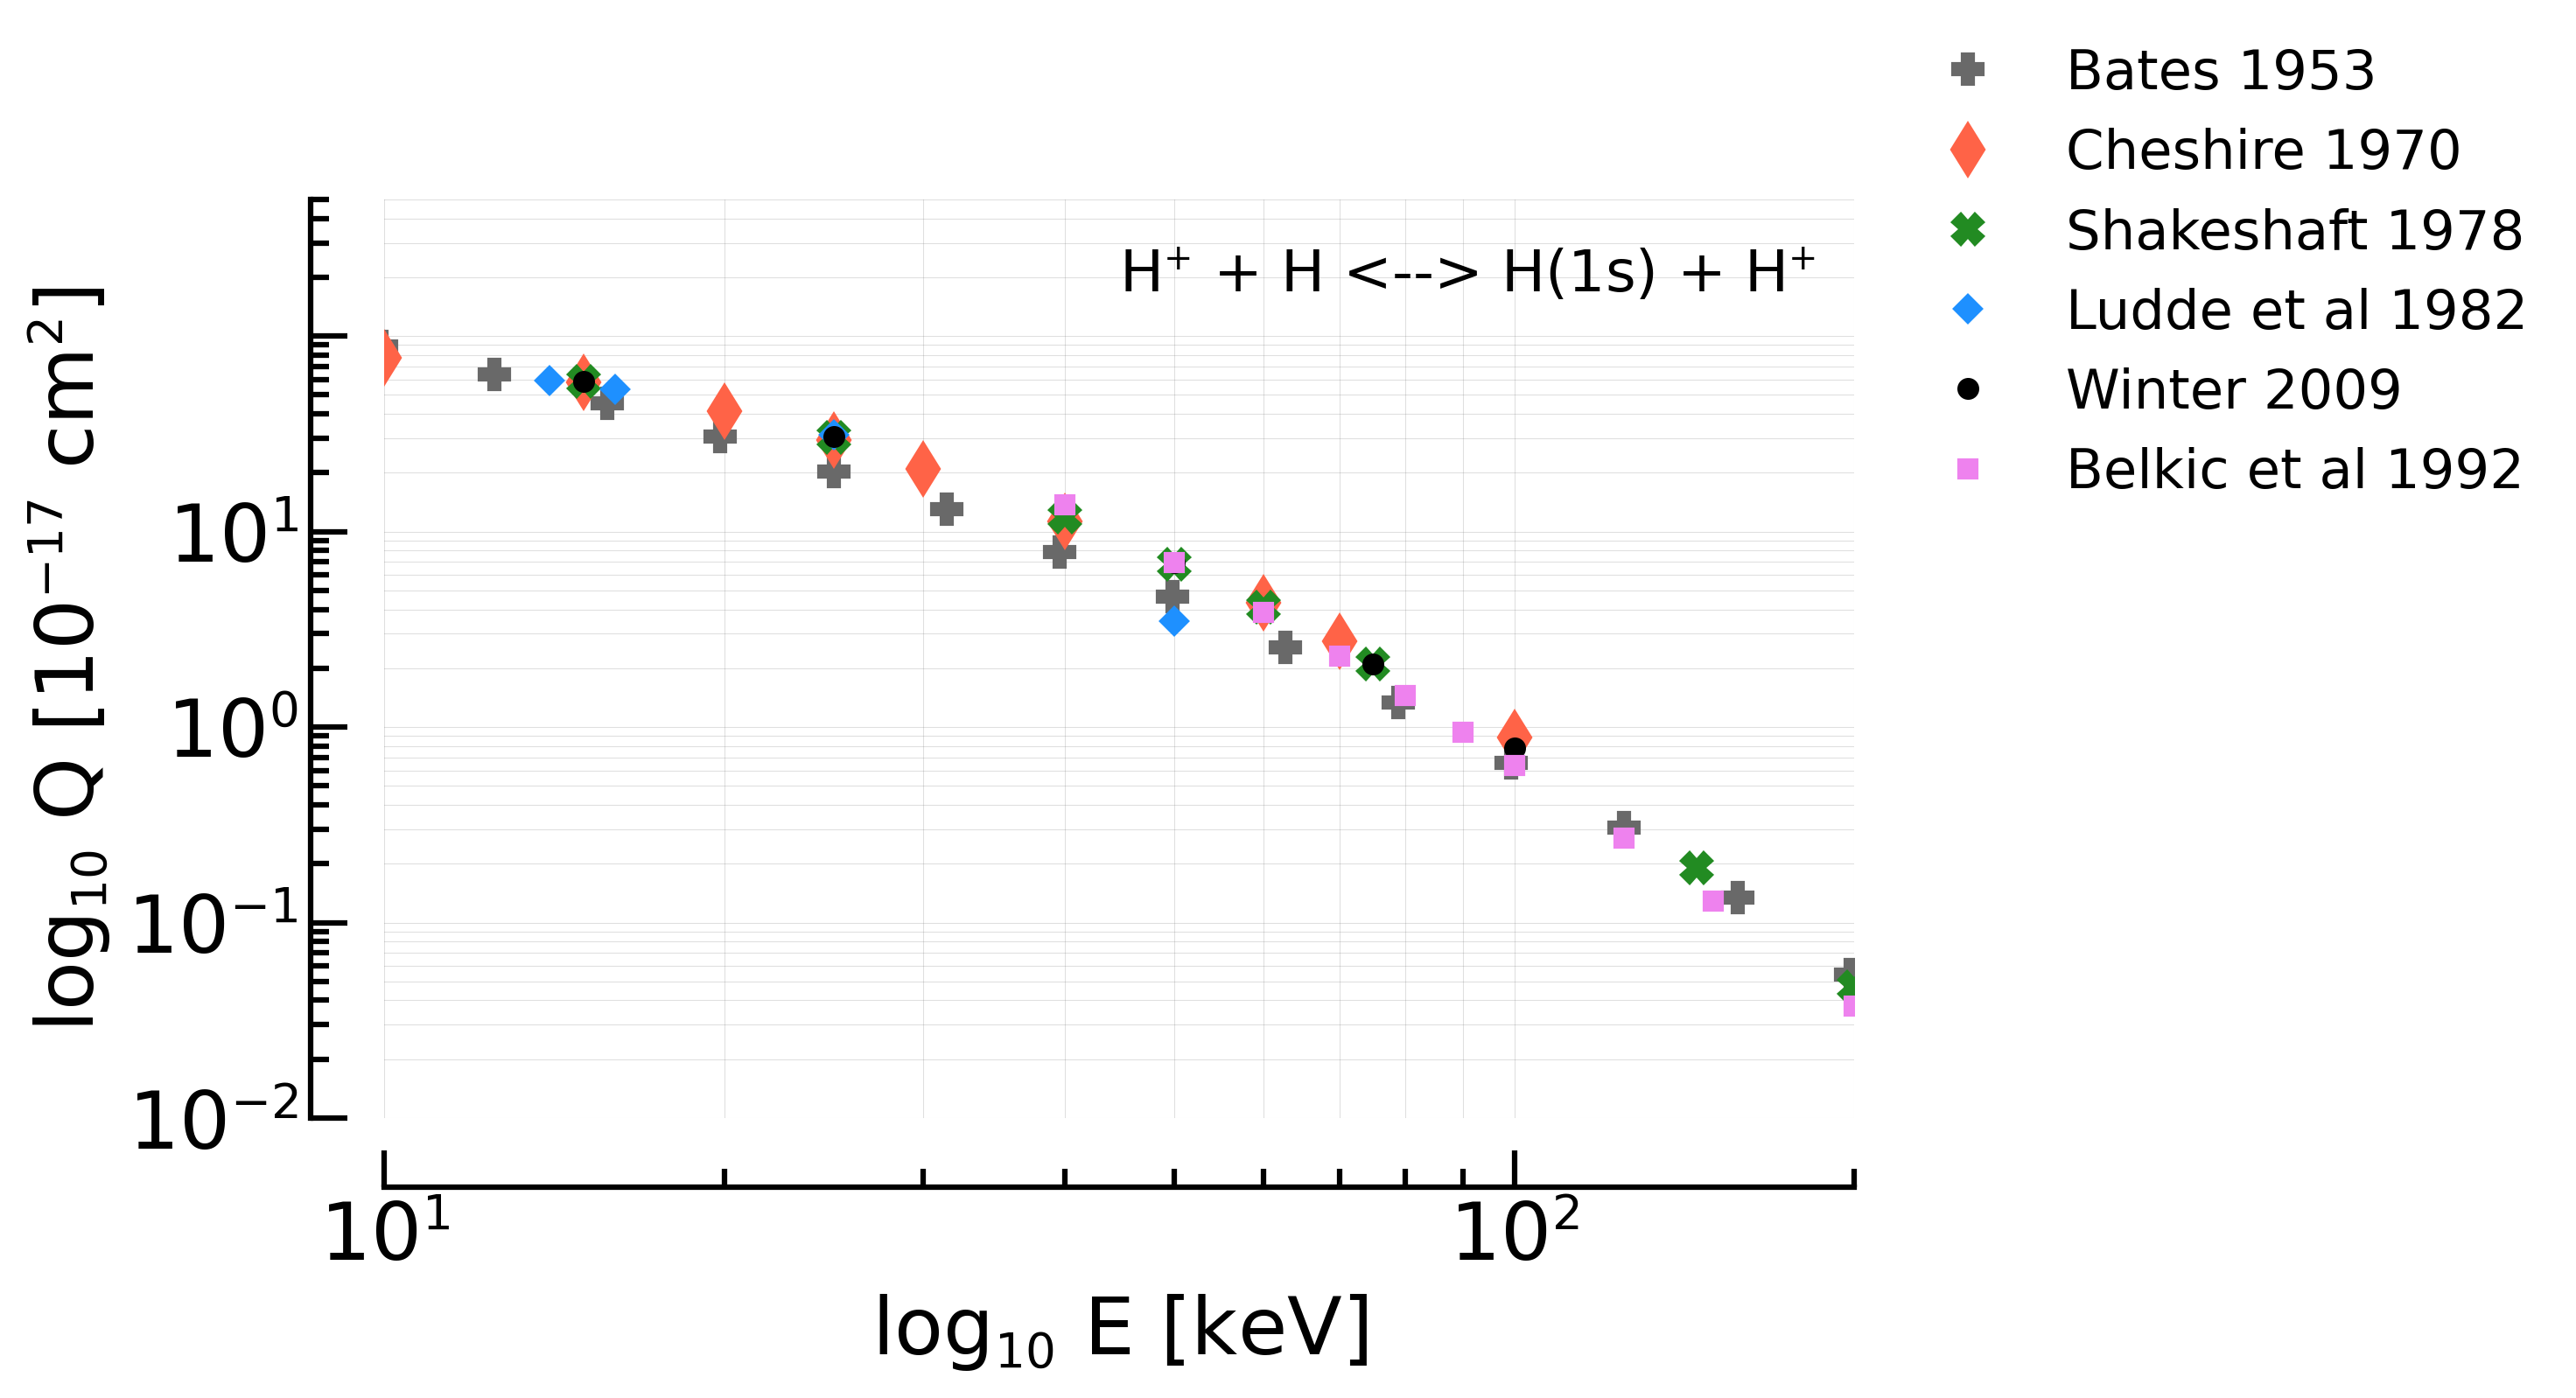 Bates 1953
Cheshire 1970
Shakeshaft 1978
Ludde et al 1982
Winter 2009
Belkic et al 1992
H⁺ + H <--> H(1s) + H⁺
log₁₀ Q [10⁻¹⁷ cm²]
10¹
10⁰
10⁻¹
10⁻²
10¹ 10²
log₁₀ E [keV]